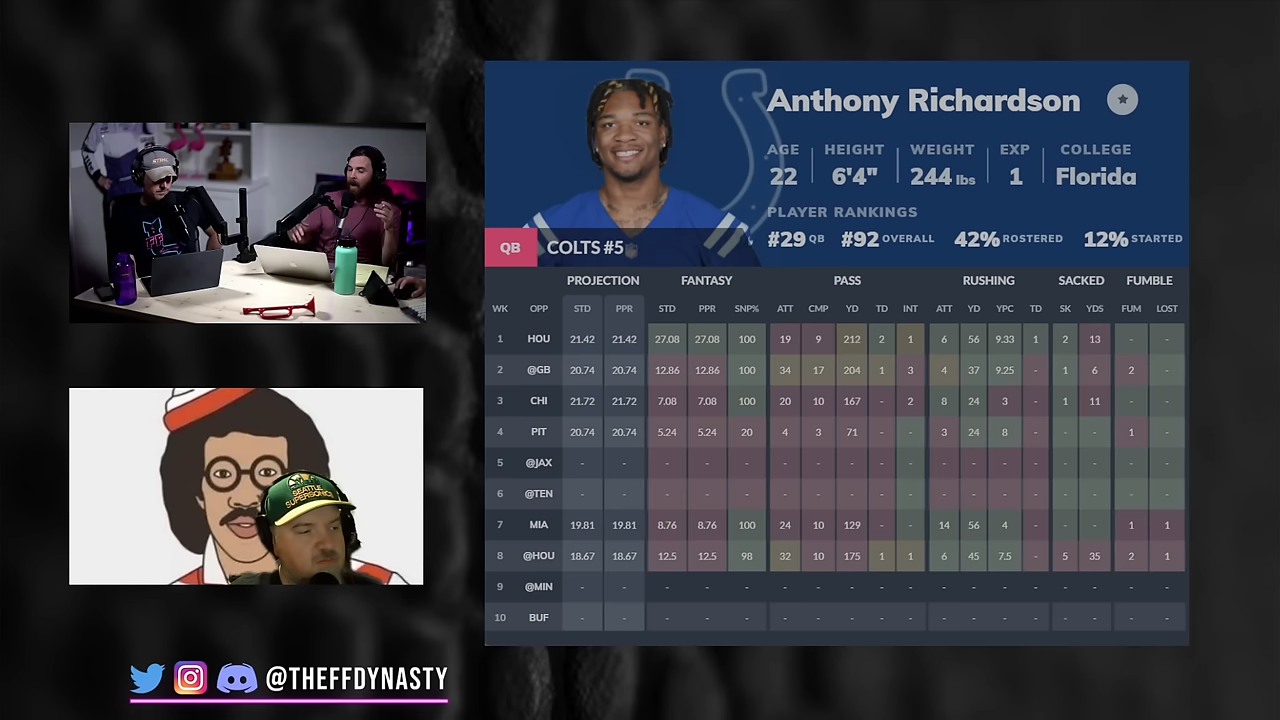 Anthony Richardson
AGE HEIGHT WEIGHT EXP COLLEGE
22 6'4" 244 lbs 1 Florida
PLAYER RANKINGS
#29 QB #92 OVERALL 42% ROSTERED 12% STARTED
QB COLTS #5
PROJECTION FANTASY PASS RUSHING SACKED FUMBLE
WK OPP STD PPR STD PPR SNP% ATT CMP YD TD INT ATT YD YPC TD SK YDS FUM LOST
1 HOU 21.42 21.42 27.08 27.08 100 19 9 212 2 1 6 56 9.33 1 2 13 - -
2 @GB 20.74 20.74 12.86 12.86 100 34 17 204 1 3 4 37 9.25 - 1 6 2 -
3 CHI 21.72 21.72 7.08 7.08 100 20 10 167 - 2 8 24 3 - 1 11 - -
4 PIT 20.74 20.74 5.24 5.24 20 4 3 71 - - 3 24 8 - - - 1 -
5 @JAX - - - - - - - - - - - - - - - - - -
6 @TEN - - - - - - - - - - - - - - - - - -
7 MIA 19.81 19.81 8.76 8.76 100 24 10 129 - - 14 56 4 - - - 1 1
8 @HOU 18.67 18.67 12.5 12.5 98 32 10 175 1 1 6 45 7.5 - 5 35 2 1
9 @MIN - - - - - - - - - - - - - - - - - -
10 BUF - - - - - - - - - - - - - - - - - -
SEATTLE
SUPERSONICS
@THEFFDYNASTY